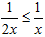 1/(2x) ≤ 1/x